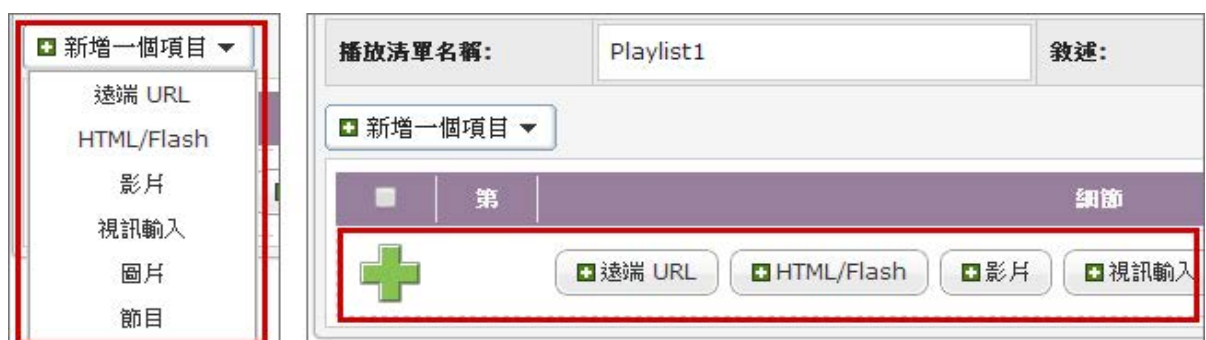 新增一個項目
遠端 URL
HTML/Flash
影片
視訊輸入
圖片
節目
播放清單名稱: Playlist1 敘述:
新增一個項目
第 細節
遠端 URL HTML/Flash 影片 視訊輸入